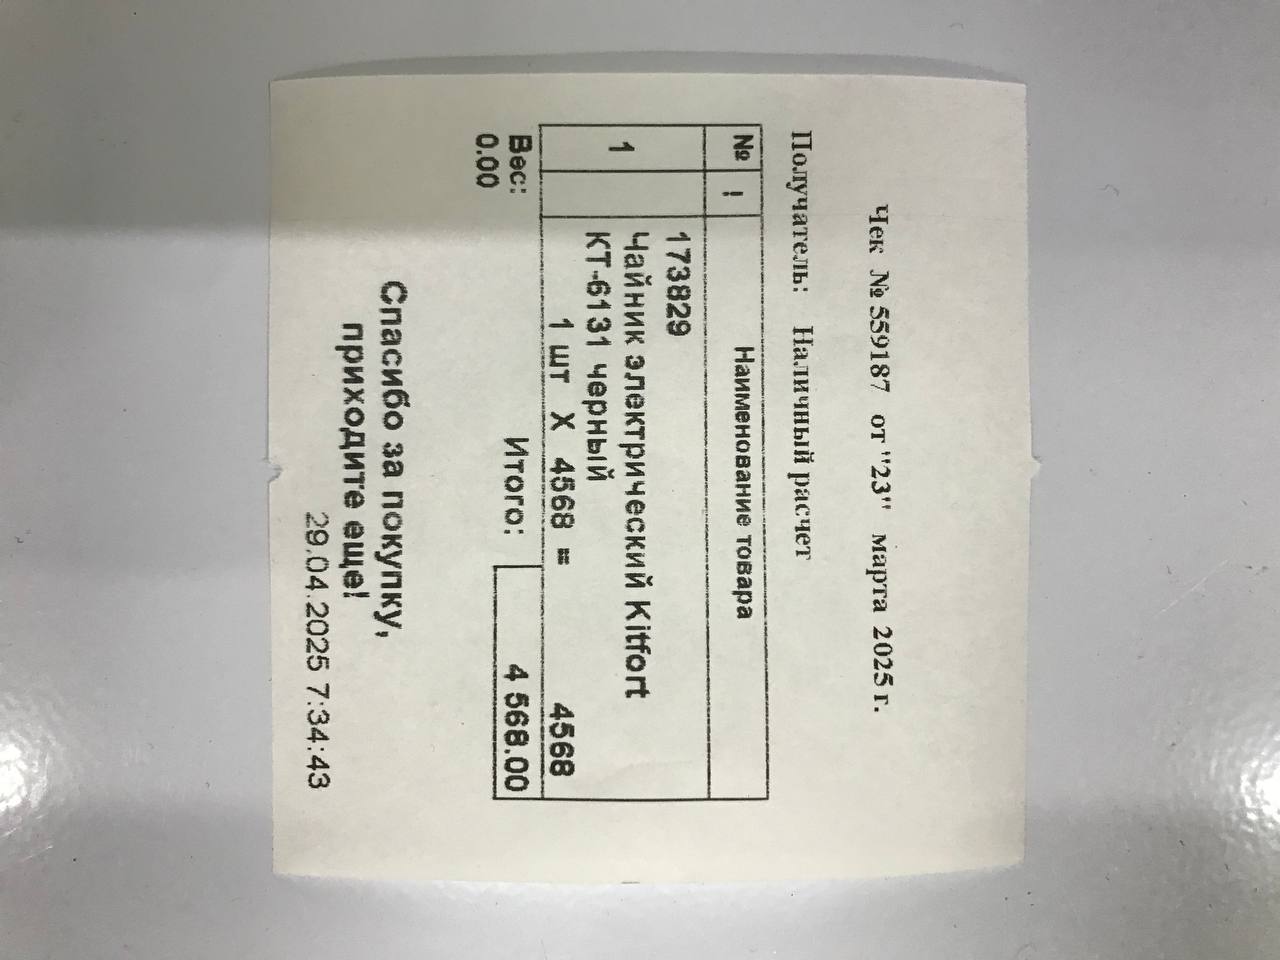 Чек № 559187 от "23" марта 2025 г.
Получатель: Наличный расчет
№ ! Наименование товара
1 173829
Чайник электрический Kitfort
КТ-6131 черный
1 шт X 4568 = 4568
Вес: Итого: 4 568.00
0.00
Спасибо за покупку,
приходите еще!
29.04.2025 7:34:43